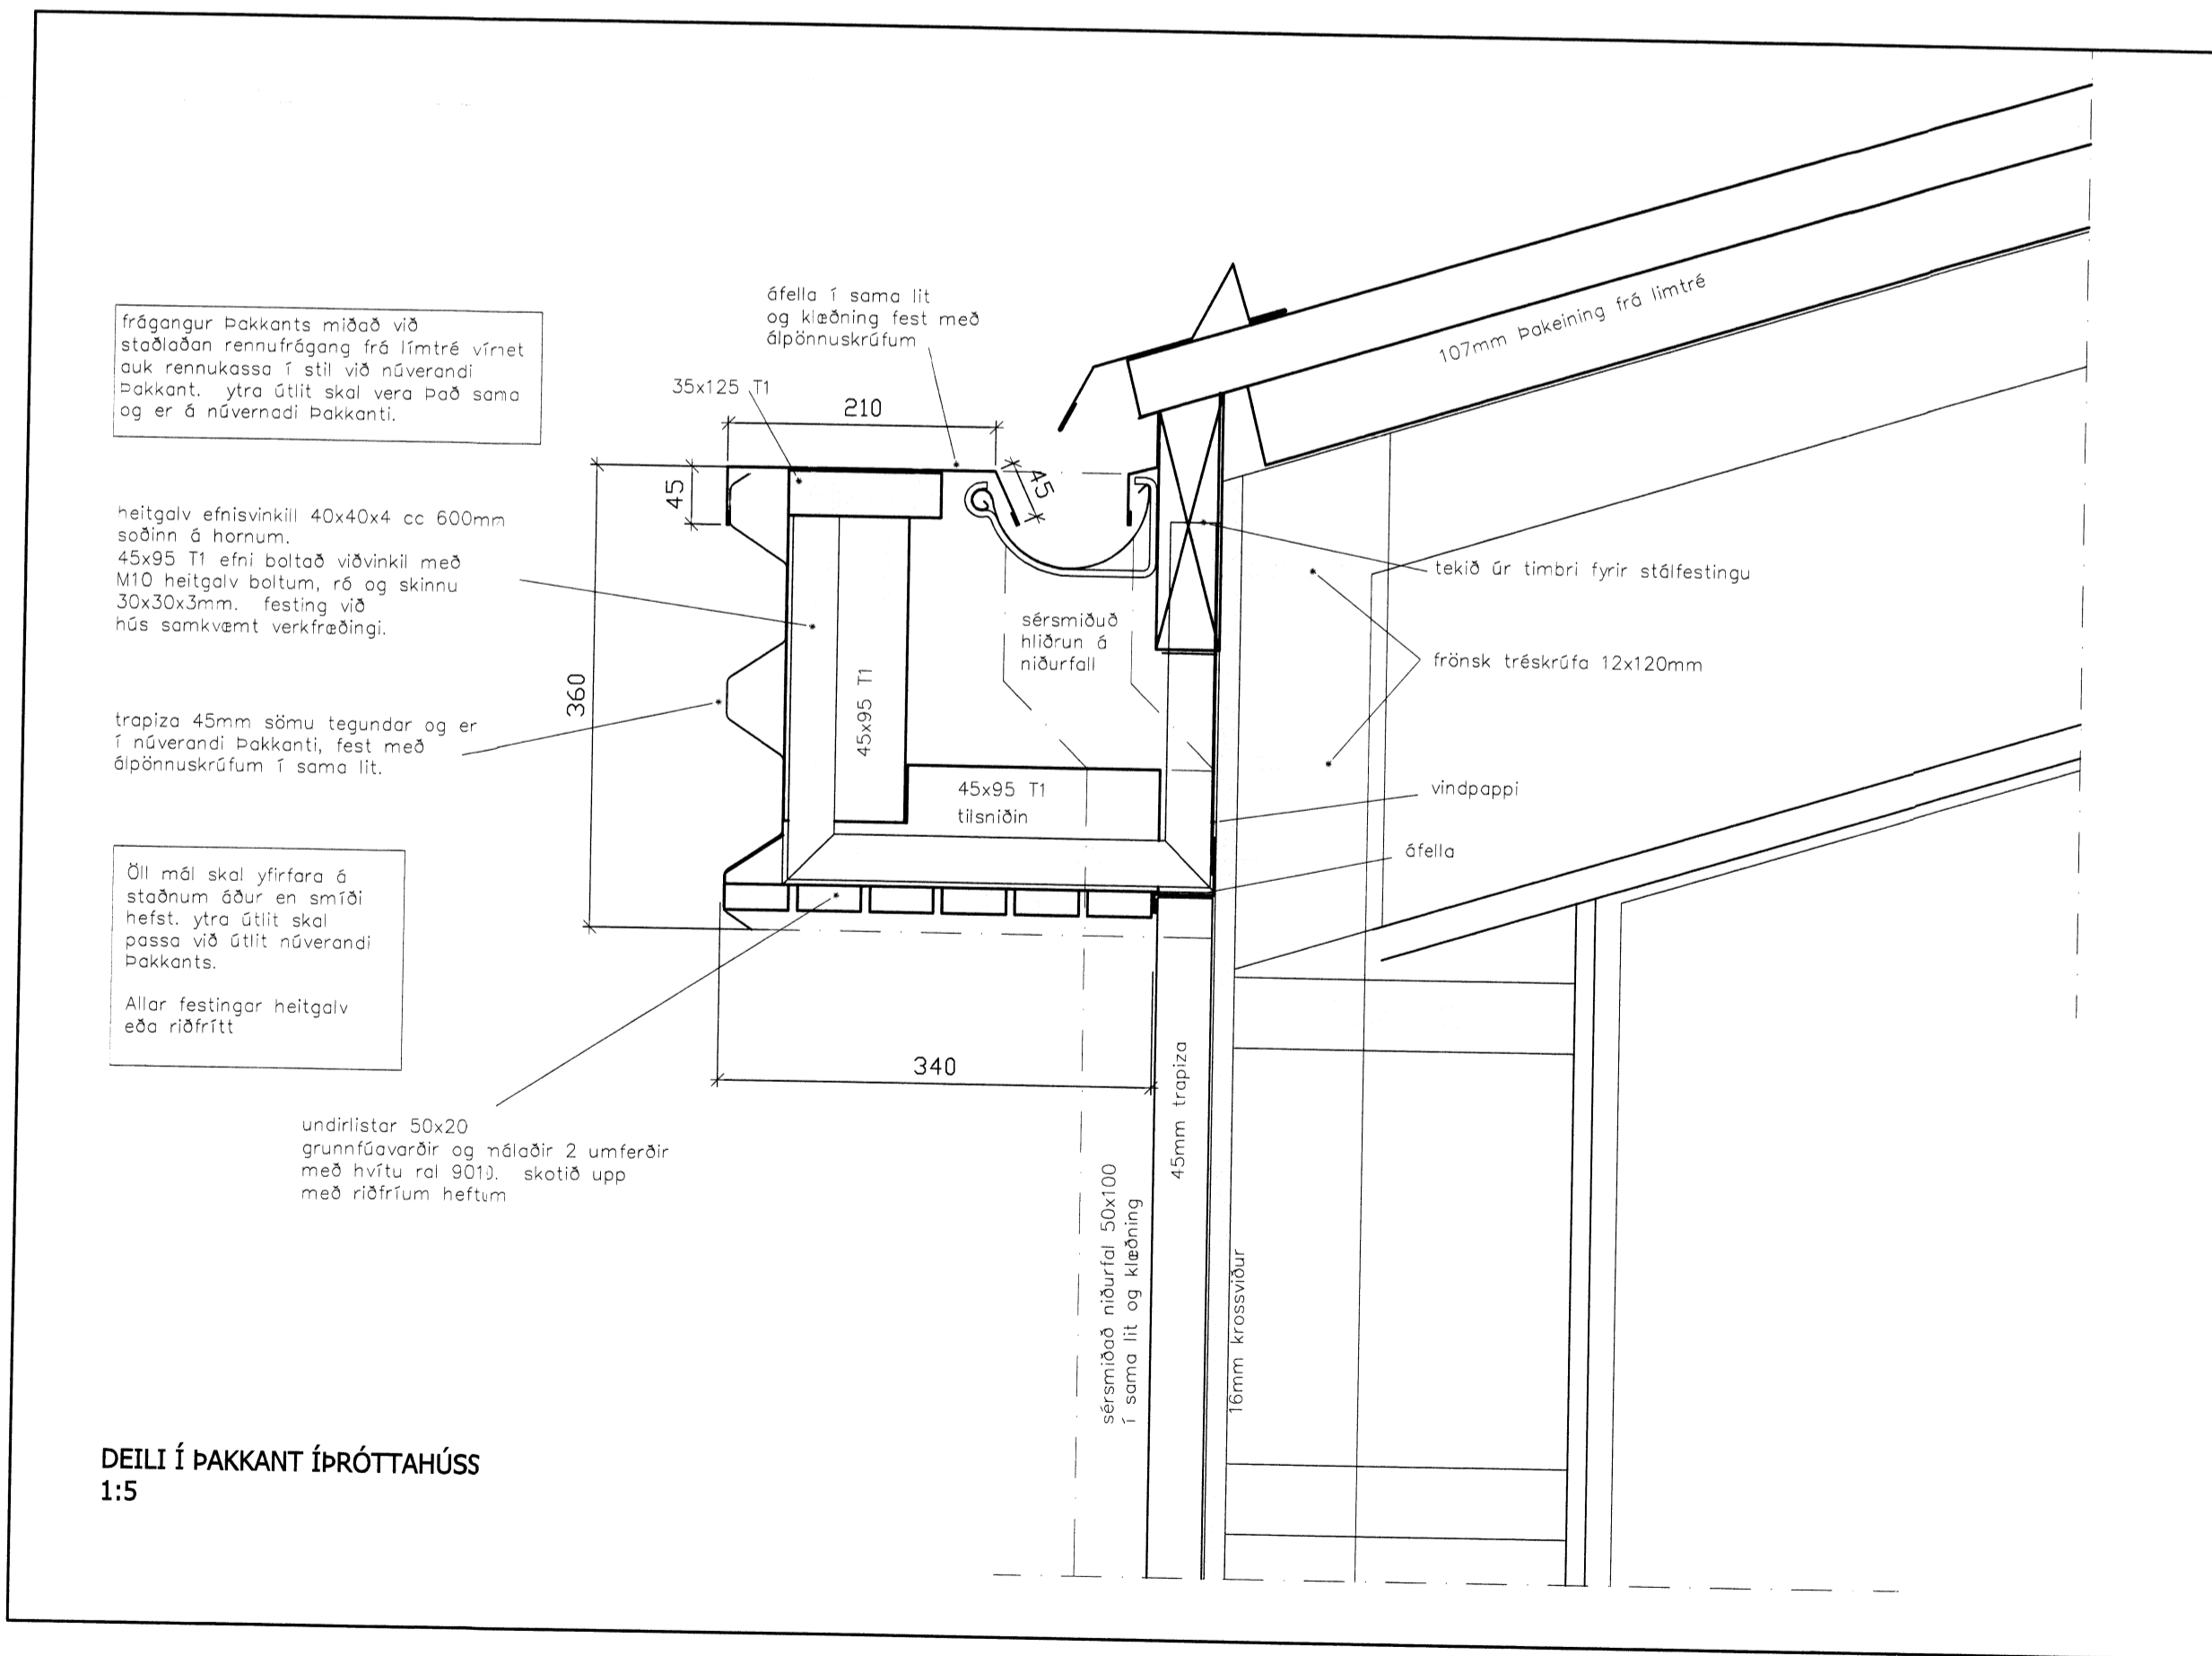 frágangur Þakkants miðað við
staðlaðan rennufrágang frá límtré vírnet
auk rennukassa í stil við núverandi
Þakkant. ytra útlit skal vera Það sama
og er á núvernadi Þakkanti.
heitgalv efnisvinkill 40x40x4 cc 600mm
soðinn á hornum.
45x95 T1 efni boltað viðvinkil með
M10 heitgalv boltum, ró og skinnu
30x30x3mm. festing við
hús samkvæmt verkfræðingi.
trapiza 45mm sömu tegundar og er
í núverandi Þakkanti, fest með
álpönnuskrúfum í sama lit.
Öll mál skal yfirfara á
staðnum áður en smíði
hefst. ytra útlit skal
passa við útlit núverandi
Þakkants.
Allar festingar heitgalv
eða riðfrítt
undirlistar 50x20
grunnfúavarðir og málaðir 2 umferðir
með hvítu ral 9010. skotið upp
með riðfríum heftum
áfella í sama lit
og klæðning fest með
álpönnuskrúfum
35x125 T1
210
45
45
360
340
45x95 T1
45x95 T1
tilsniðin
sérsmiðuð
hliðrun á
niðurfall
107mm Þakeining frá limtré
tekið úr timbri fyrir stálfestingu
frönsk tréskrúfa 12x120mm
vindpappi
áfella
45mm trapiza
sérsmiðað niðurfal 50x100
í sama lit og klæðning
16mm krossviður
DEILI Í ÞAKKANT ÍÞRÓTTAHÚSS
1:5